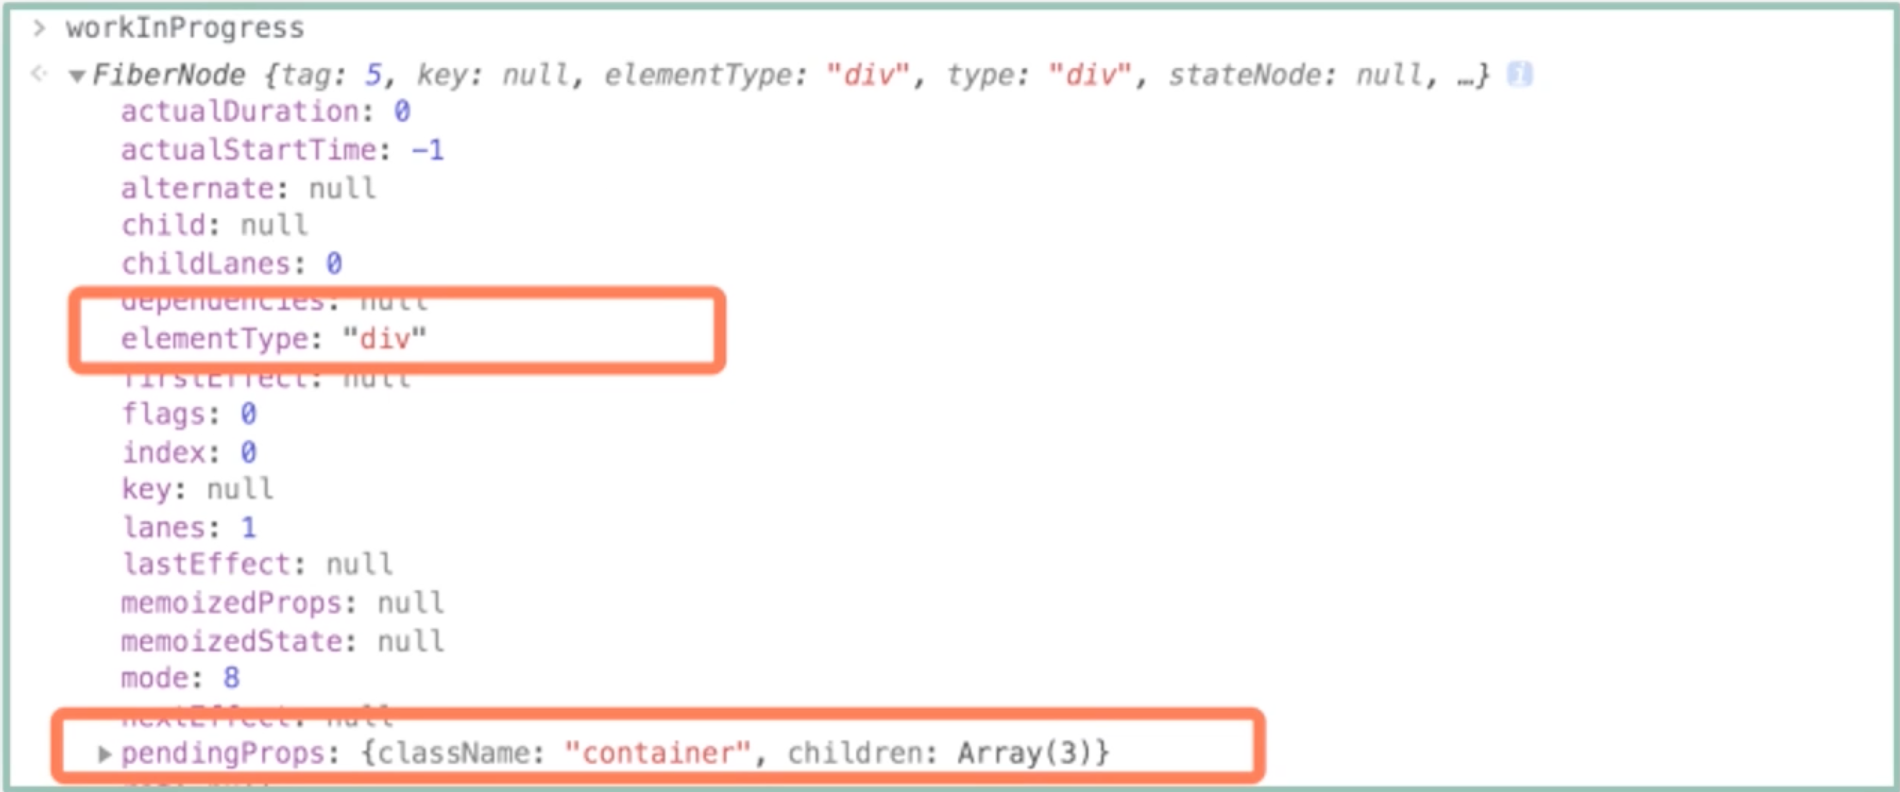 > workInProgress
<· ▼FiberNode {tag: 5, key: null, elementType: "div", type: "div", stateNode: null, …} i
actualDuration: 0
actualStartTime: −1
alternate: null
child: null
childLanes: 0
dependencies: null
elementType: "div"
firstEffect: null
flags: 0
index: 0
key: null
lanes: 1
lastEffect: null
memoizedProps: null
memoizedState: null
mode: 8
nextEffect: null
▶pendingProps: {className: "container", children: Array(3)}